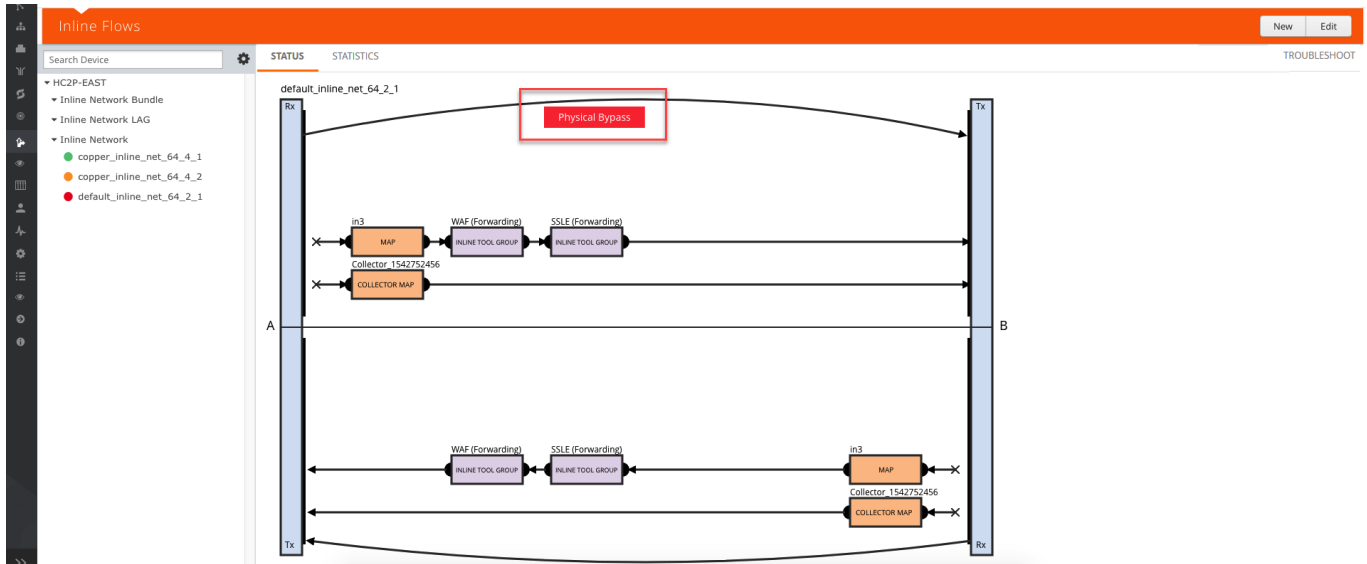 Inline Flows
New
Edit
Search Device
STATUS
STATISTICS
TROUBLESHOOT
HC2P-EAST
Inline Network Bundle
Inline Network LAG
Inline Network
copper_inline_net_64_4_1
copper_inline_net_64_4_2
default_inline_net_64_2_1
default_inline_net_64_2_1
Rx
Physical Bypass
Tx
in3
WAF (Forwarding)
SSLE (Forwarding)
MAP
INLINE TOOL GROUP
INLINE TOOL GROUP
Collector_1542752456
COLLECTOR MAP
A
B
WAF (Forwarding)
SSLE (Forwarding)
in3
INLINE TOOL GROUP
INLINE TOOL GROUP
MAP
Collector_1542752456
COLLECTOR MAP
Tx
Rx